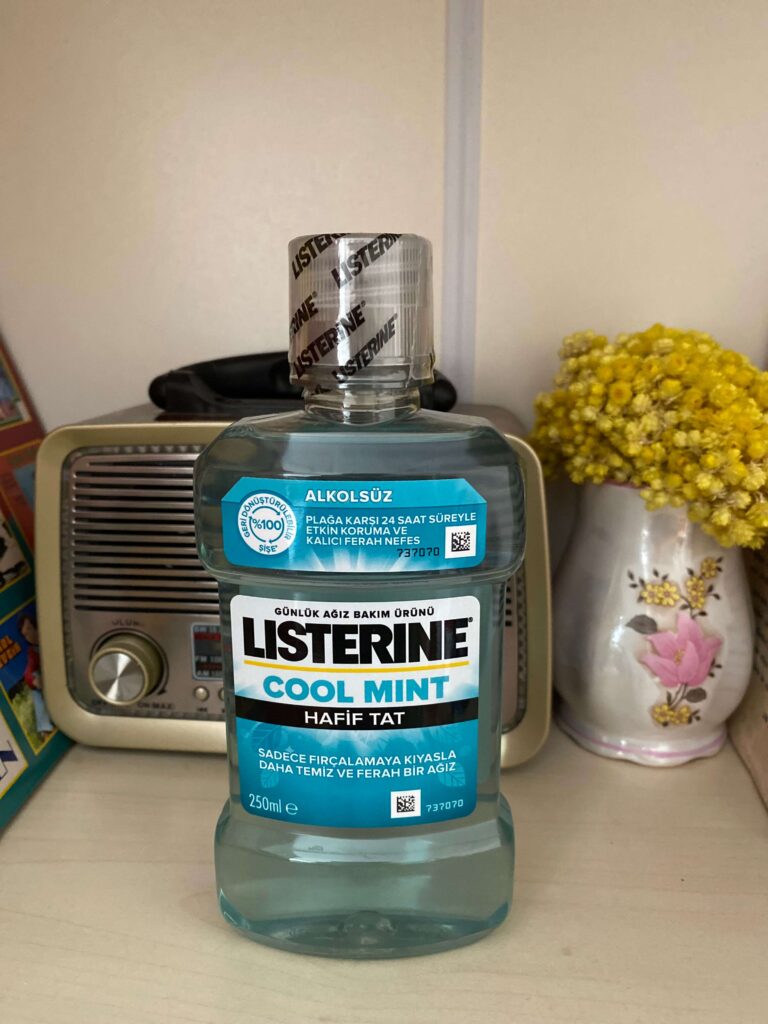 LISTERINE
LISTERINE
LISTERINE
LISTERINE
ALKOLSÜZ
GERİ DÖNÜŞTÜRÜLEBİLİR
%100
ŞİŞE*
PLAĞA KARŞI 24 SAAT SÜREYLE
ETKİN KORUMA VE
KALICI FERAH NEFES
737070
GÜNLÜK AĞIZ BAKIM ÜRÜNÜ
LISTERINE®
COOL MINT
HAFİF TAT
SADECE FIRÇALAMAYA KIYASLA
DAHA TEMİZ VE FERAH BİR AĞIZ
250ml ℮
737070